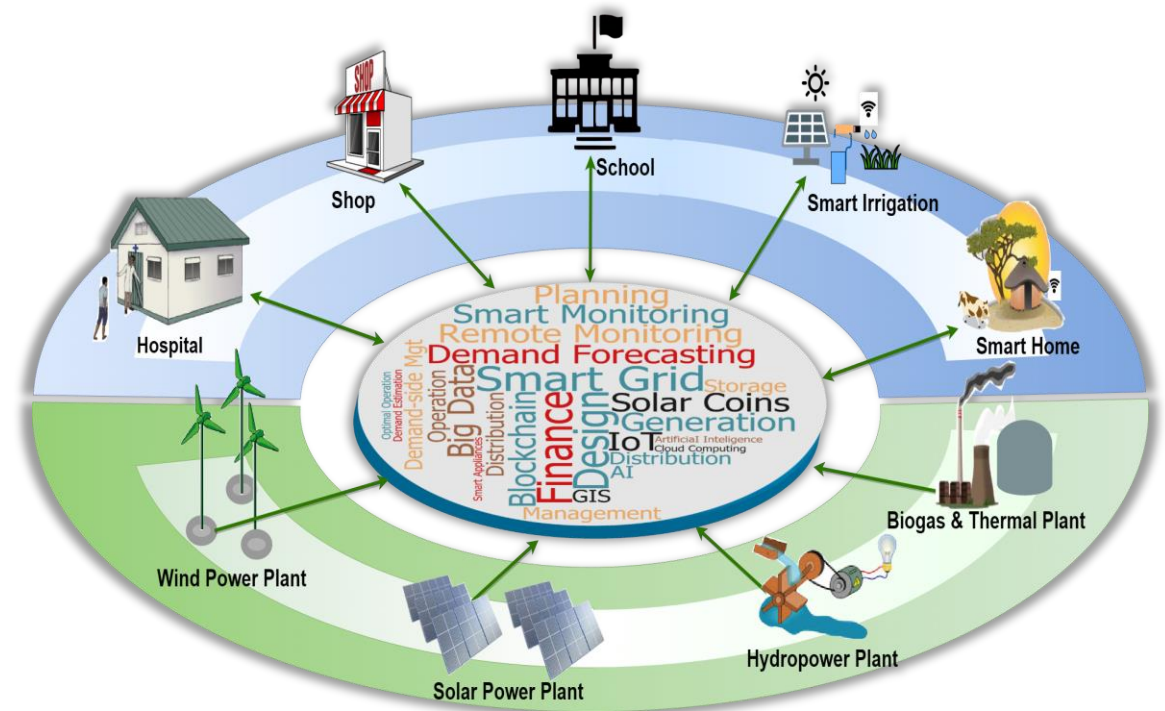 SHOP
School
Shop
Smart Irrigation
Hospital
Smart Home
Planning
Smart Monitoring
Remote Monitoring
Demand Forecasting
Smart Grid
Storage
Solar Coins
Generation
IoT
Artificial Inteligence
Cloud Computing
Distribution
AI
GIS
Management
Optimal Operation
Demand Estimation
Demand-side Mgt
Operation
Big Data
Smart Appliances
Distribution
Blockchain
Finance
Design
Biogas & Thermal Plant
Wind Power Plant
Hydropower Plant
Solar Power Plant